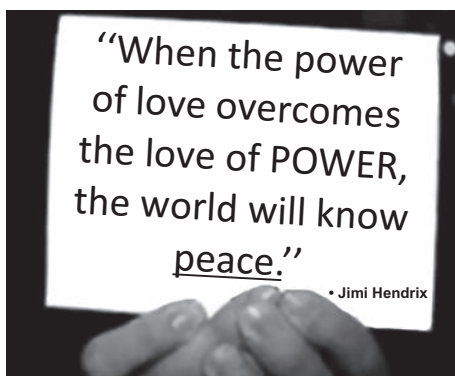 ‘‘When the power
of love overcomes
the love of POWER,
the world will know
peace.’’
• Jimi Hendrix